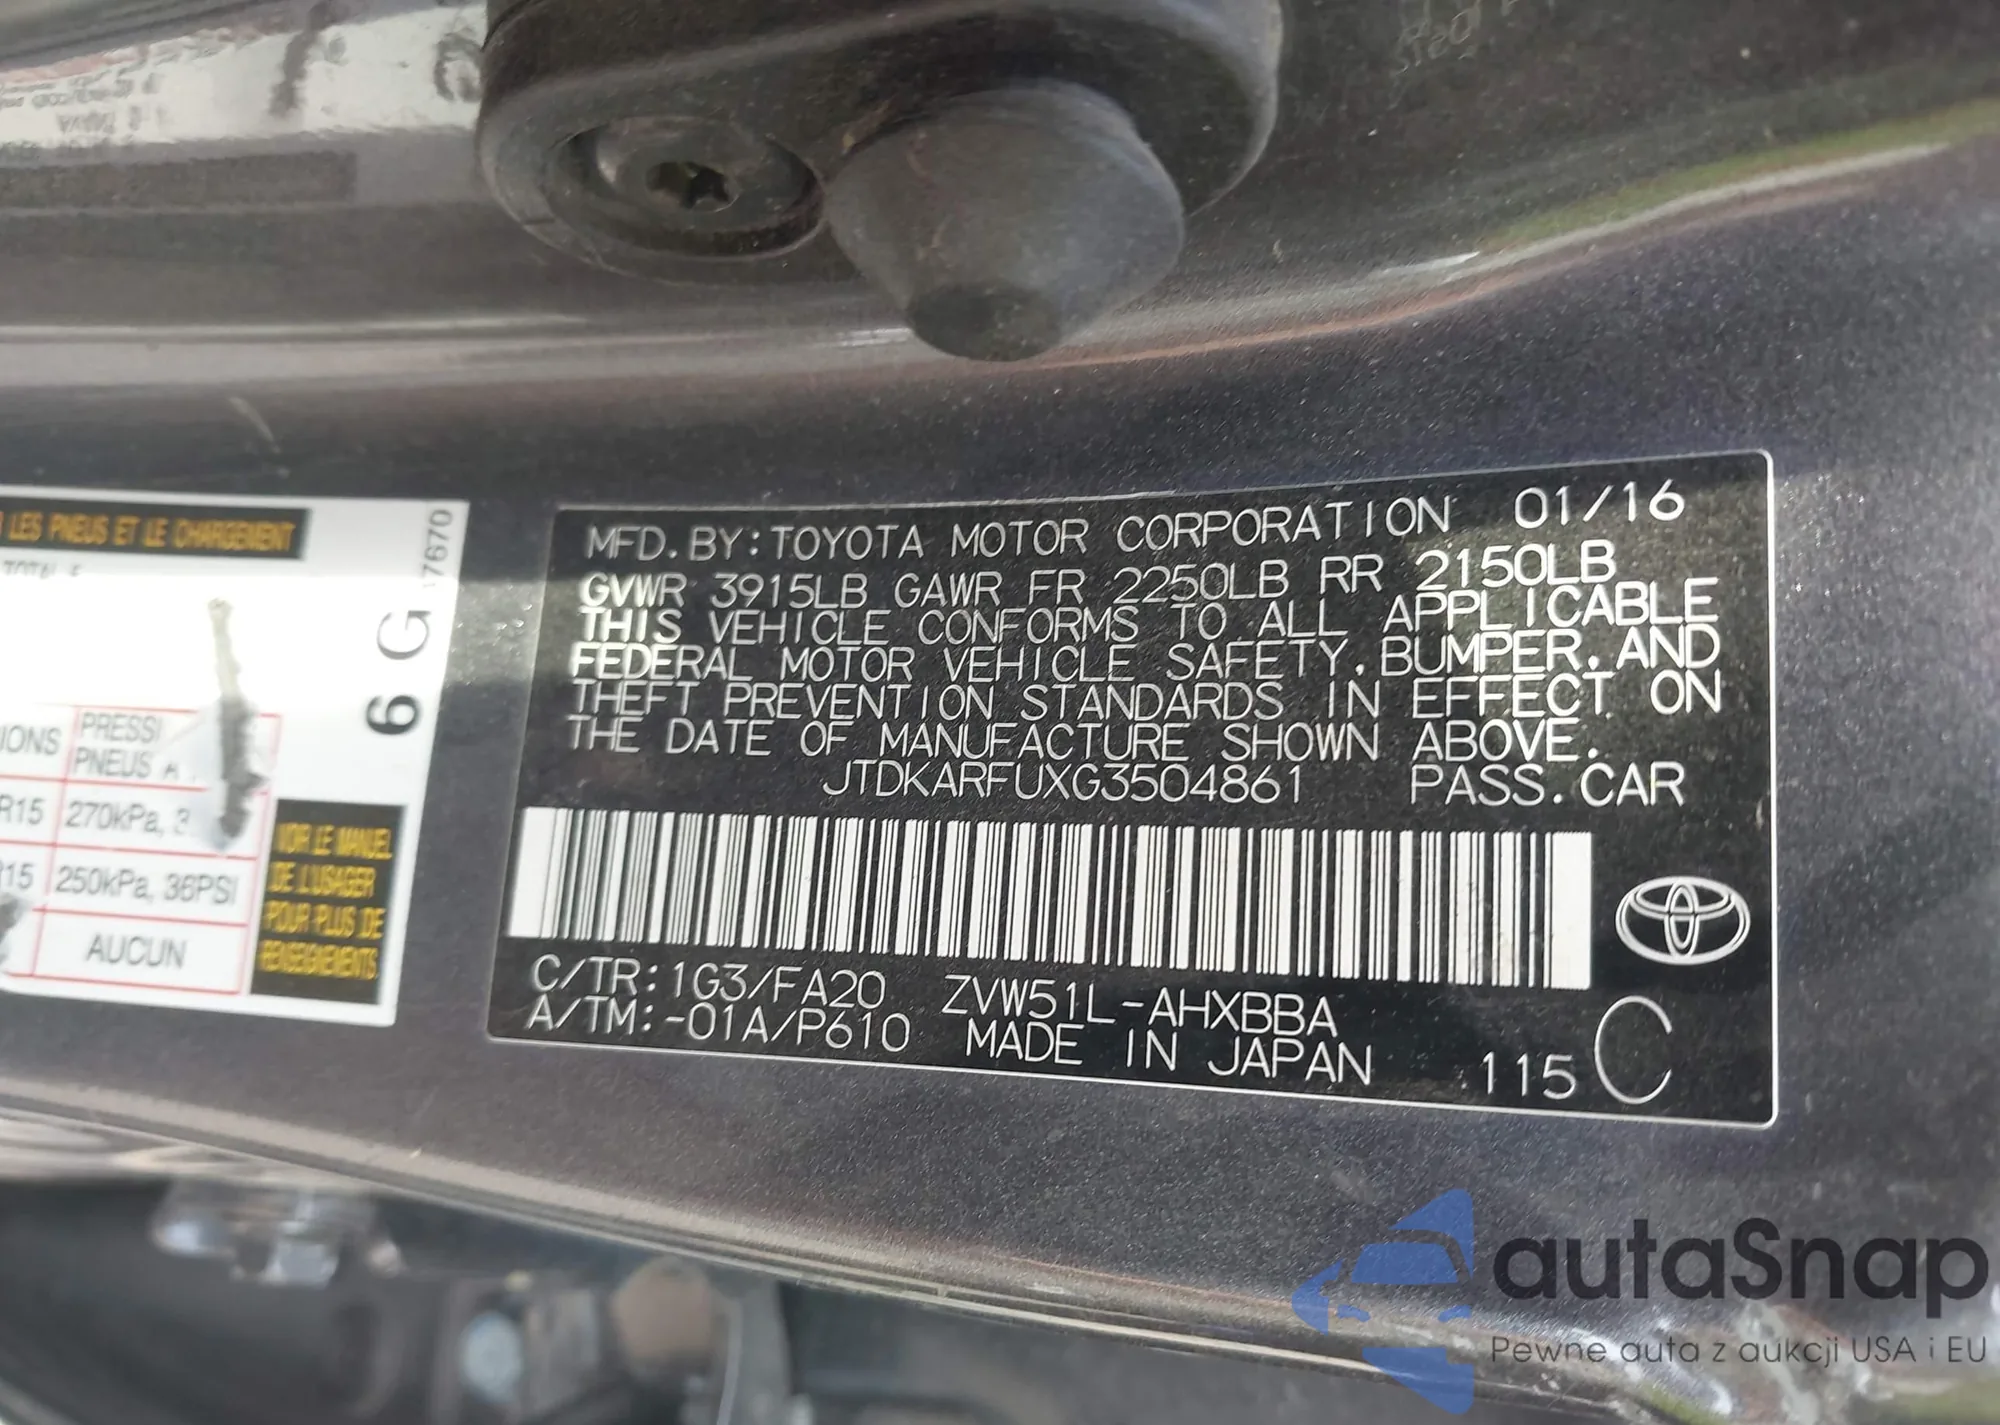 LES PNEUS ET LE CHARGEMENT
17670
6 G
IONS PRESSI
PNEUS A
R15 270kPa, 3
15 250kPa, 36PSI
AUCUN
VOIR LE MANUEL
DE L'USAGER
POUR PLUS DE
RENSEIGNEMENTS
MFD. BY: TOYOTA MOTOR CORPORATION 01/16
GVWR 3915LB GAWR FR 2250LB RR 2150LB
THIS VEHICLE CONFORMS TO ALL APPLICABLE
FEDERAL MOTOR VEHICLE SAFETY, BUMPER, AND
THEFT PREVENTION STANDARDS IN EFFECT ON
THE DATE OF MANUFACTURE SHOWN ABOVE.
JTDKARFUXG3504861 PASS. CAR
C/TR: 1G3/FA20 ZVW51L-AHXBBA
A/TM: -01A/P610 MADE IN JAPAN 115 C
autaSnap
Pewne auta z aukcji USA i EU